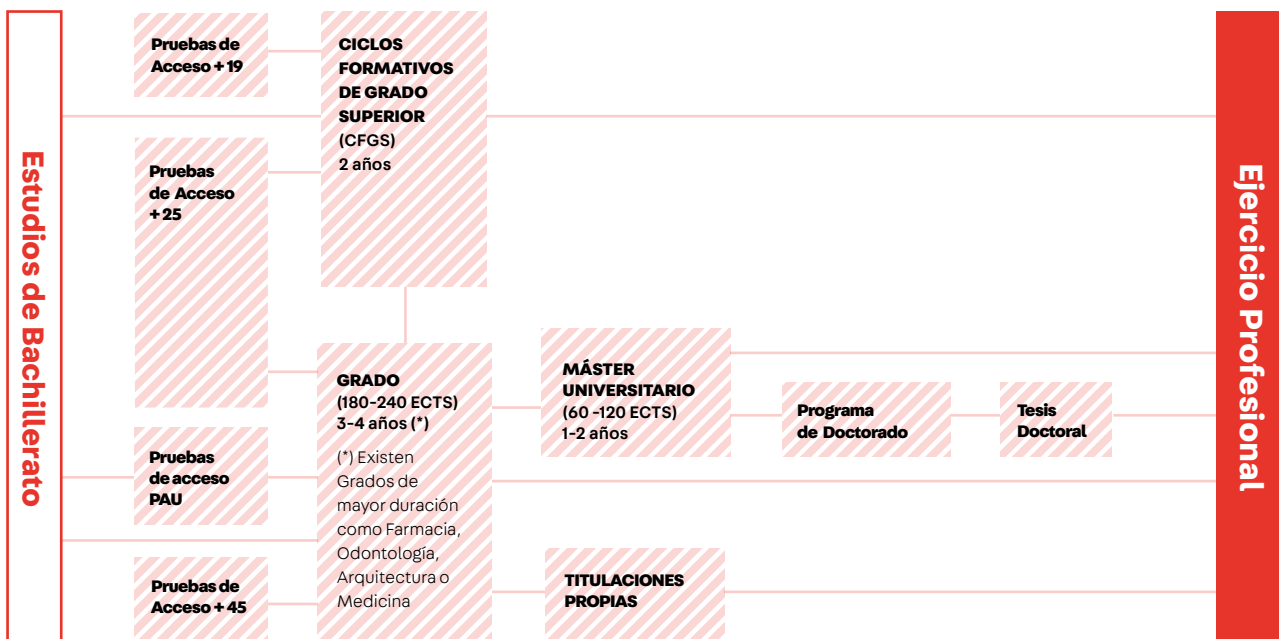 Estudios de Bachillerato
Pruebas de
Acceso + 19
Pruebas
de Acceso
+ 25
Pruebas
de acceso
PAU
Pruebas de
Acceso + 45
CICLOS
FORMATIVOS
DE GRADO
SUPERIOR
(CFGS)
2 años
GRADO
(180-240 ECTS)
3-4 años (*)
(*) Existen
Grados de
mayor duración
como Farmacia,
Odontología,
Arquitectura o
Medicina
MÁSTER
UNIVERSITARIO
(60 -120 ECTS)
1-2 años
TITULACIONES
PROPIAS
Programa
de Doctorado
Tesis
Doctoral
Ejercicio Profesional